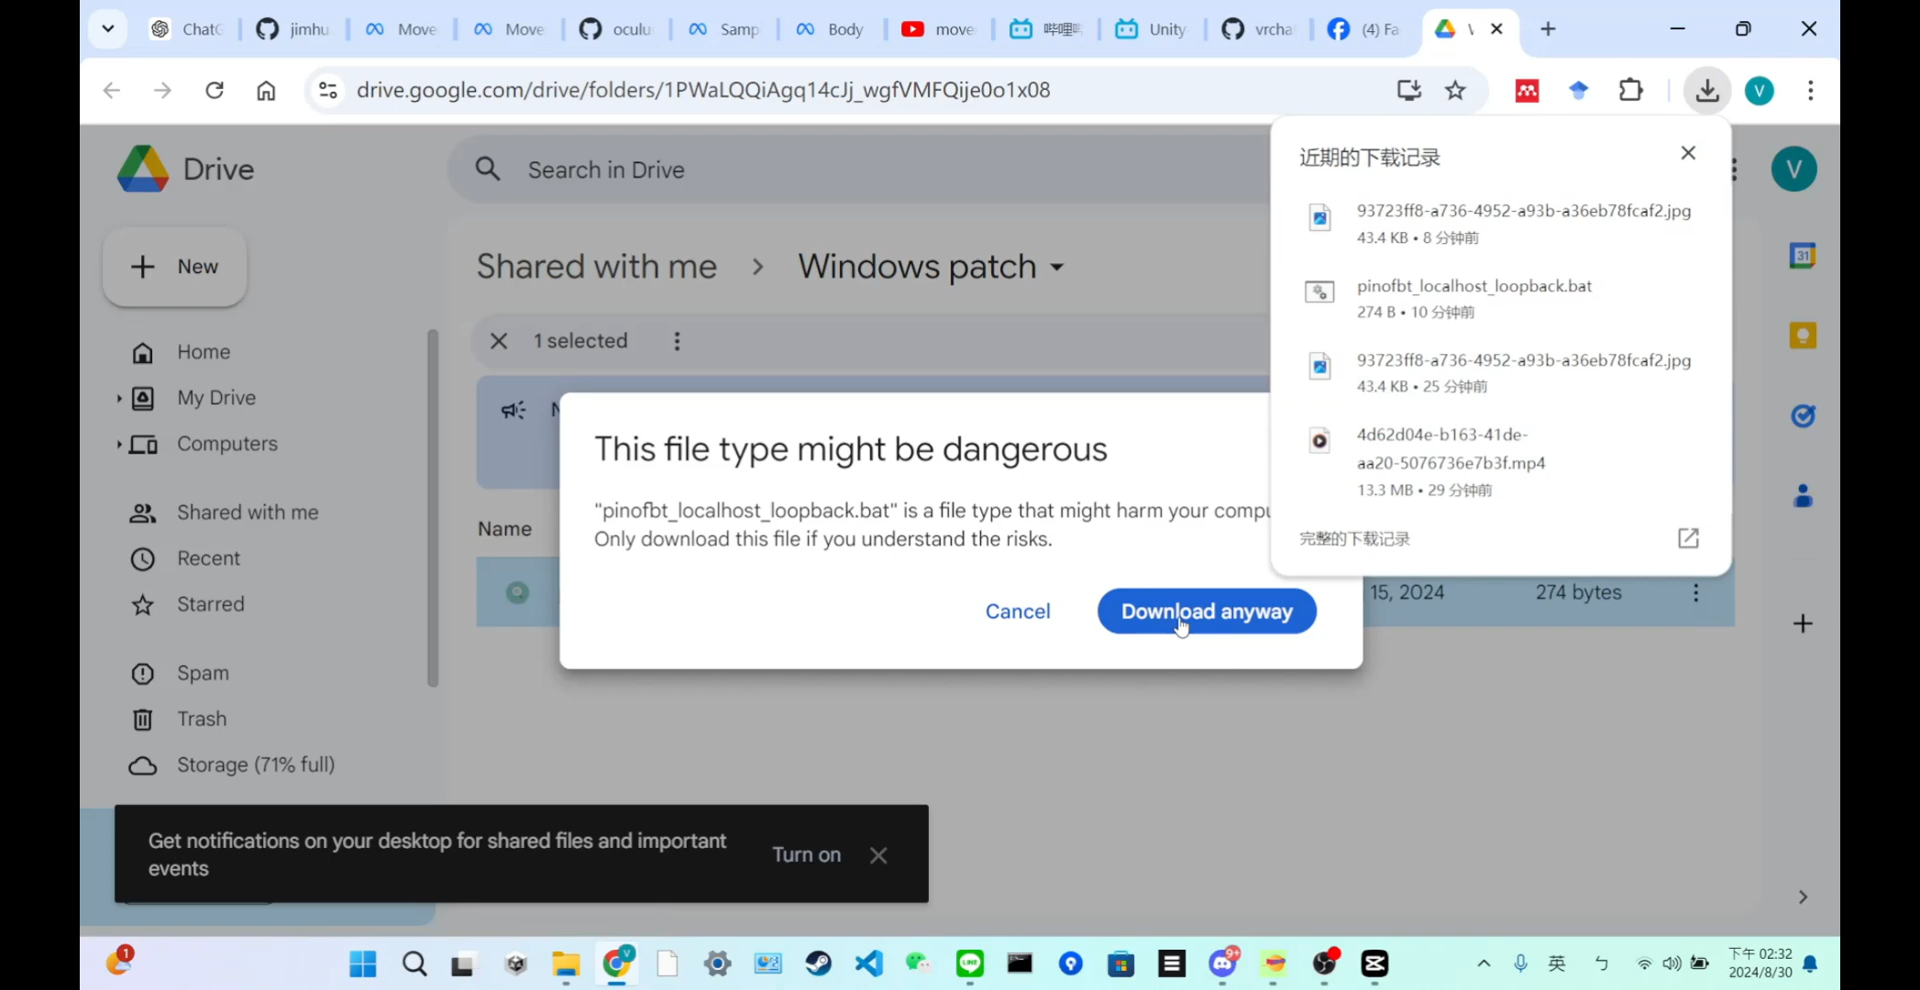 ChatG
jimhu
Move
Move
oculu
Samp
Body
move
Unity
vrcha
(4) Fa
drive.google.com/drive/folders/1PWaLQQiAgq14cJj_wgfVMFQije0o1x08
V
Drive
Search in Drive
V
New
Shared with me
Windows patch
1 selected
Home
My Drive
Computers
Shared with me
Recent
Starred
Spam
Trash
Storage (71% full)
Name
15, 2024
274 bytes
31
This file type might be dangerous
"pinofbt_localhost_loopback.bat" is a file type that might harm your compu
Only download this file if you understand the risks.
Cancel
Download anyway
近期的下载记录
93723ff8-a736-4952-a93b-a36eb78fcaf2.jpg
43.4 KB • 8 分钟前
pinofbt_localhost_loopback.bat
274 B • 10 分钟前
93723ff8-a736-4952-a93b-a36eb78fcaf2.jpg
43.4 KB • 25 分钟前
4d62d04e-b163-41de-
aa20-5076736e7b3f.mp4
13.3 MB • 29 分钟前
完整的下载记录
Get notifications on your desktop for shared files and important
events
Turn on
1
V
LINE
9+
英
ㄅ
下午 02:32
2024/8/30